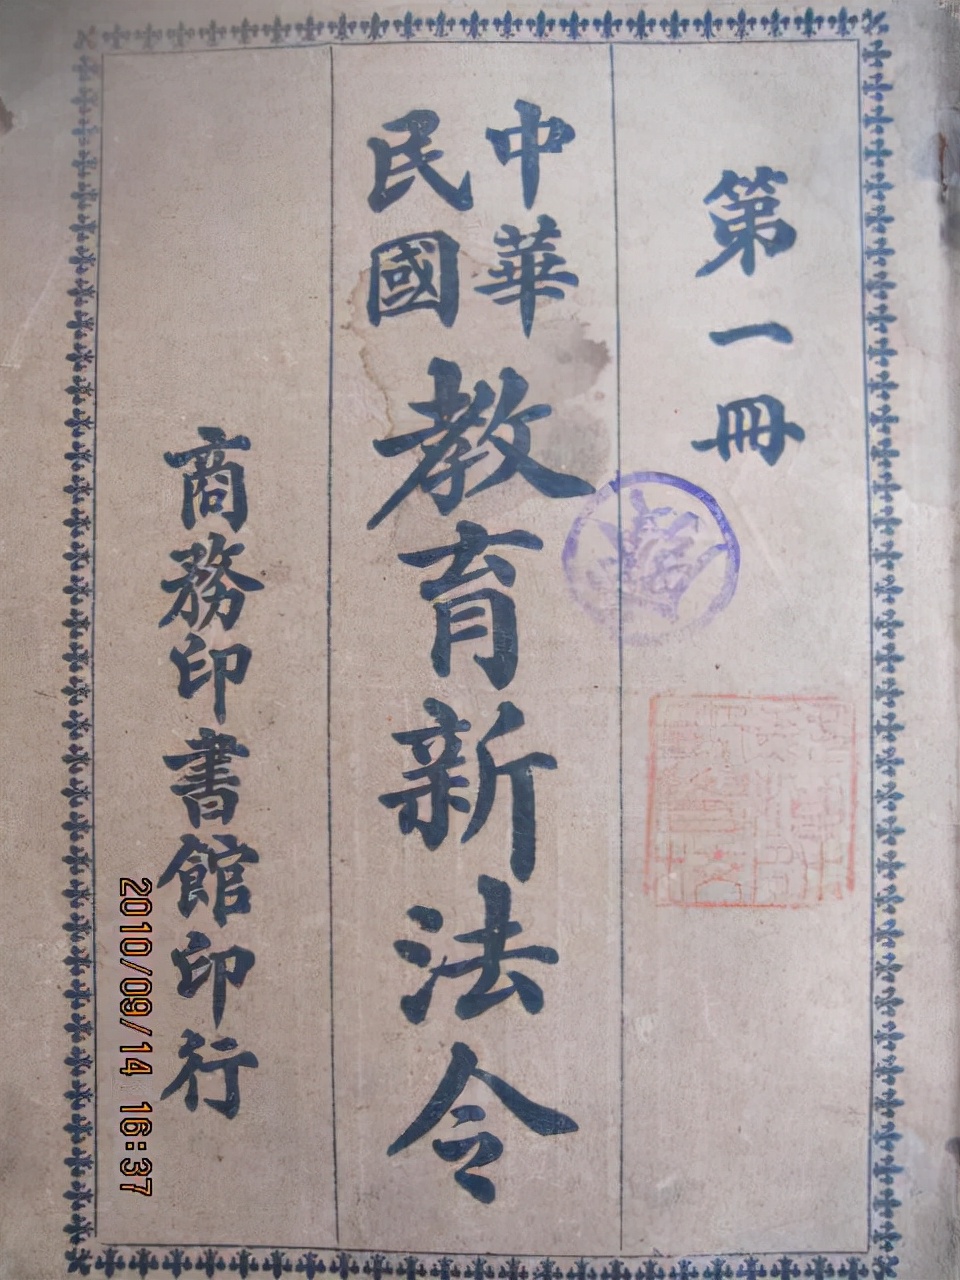 第一冊
中華
民國
教育新法令
商務印書館印行
2010/09/14 16:37